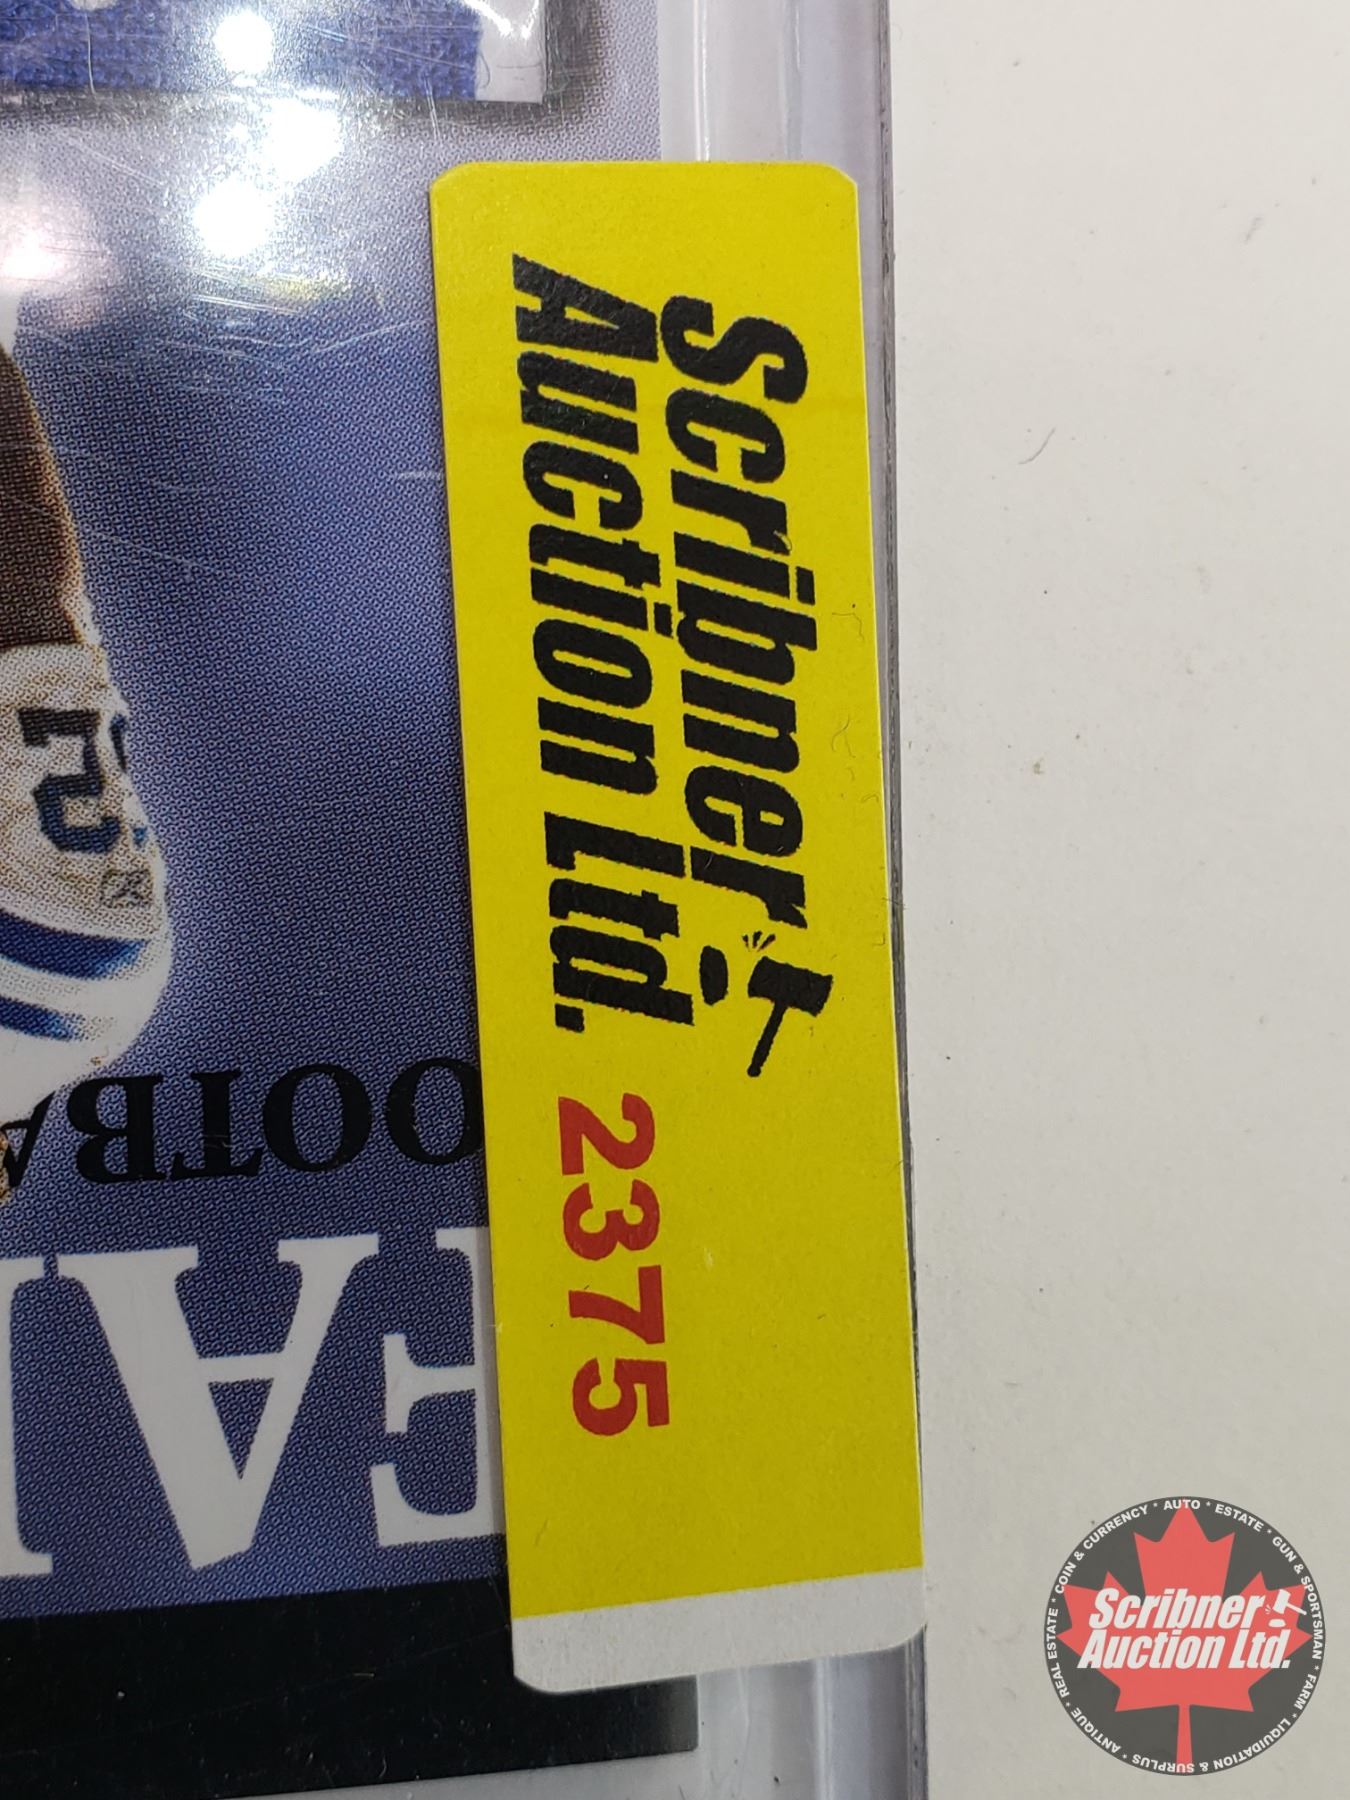 Scribner
Auction Ltd. 2375
OOTBA
EA
COIN & CURRENCY * AUTO * ESTATE * GUN & SPORTSMAN * FARM * LIQUIDATION & SURPLUS * ANTIQUE * REAL ESTATE *
Scribner
Auction Ltd.